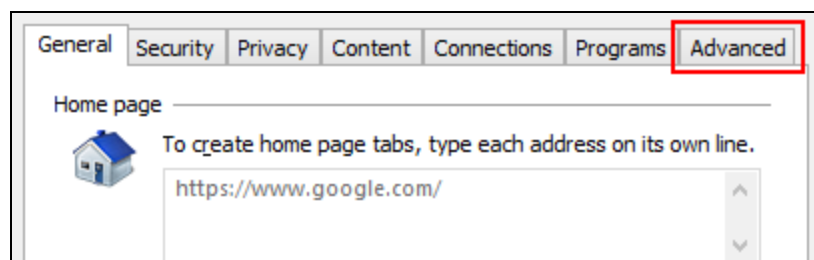 General Security Privacy Content Connections Programs Advanced
Home page
To create home page tabs, type each address on its own line.
https://www.google.com/